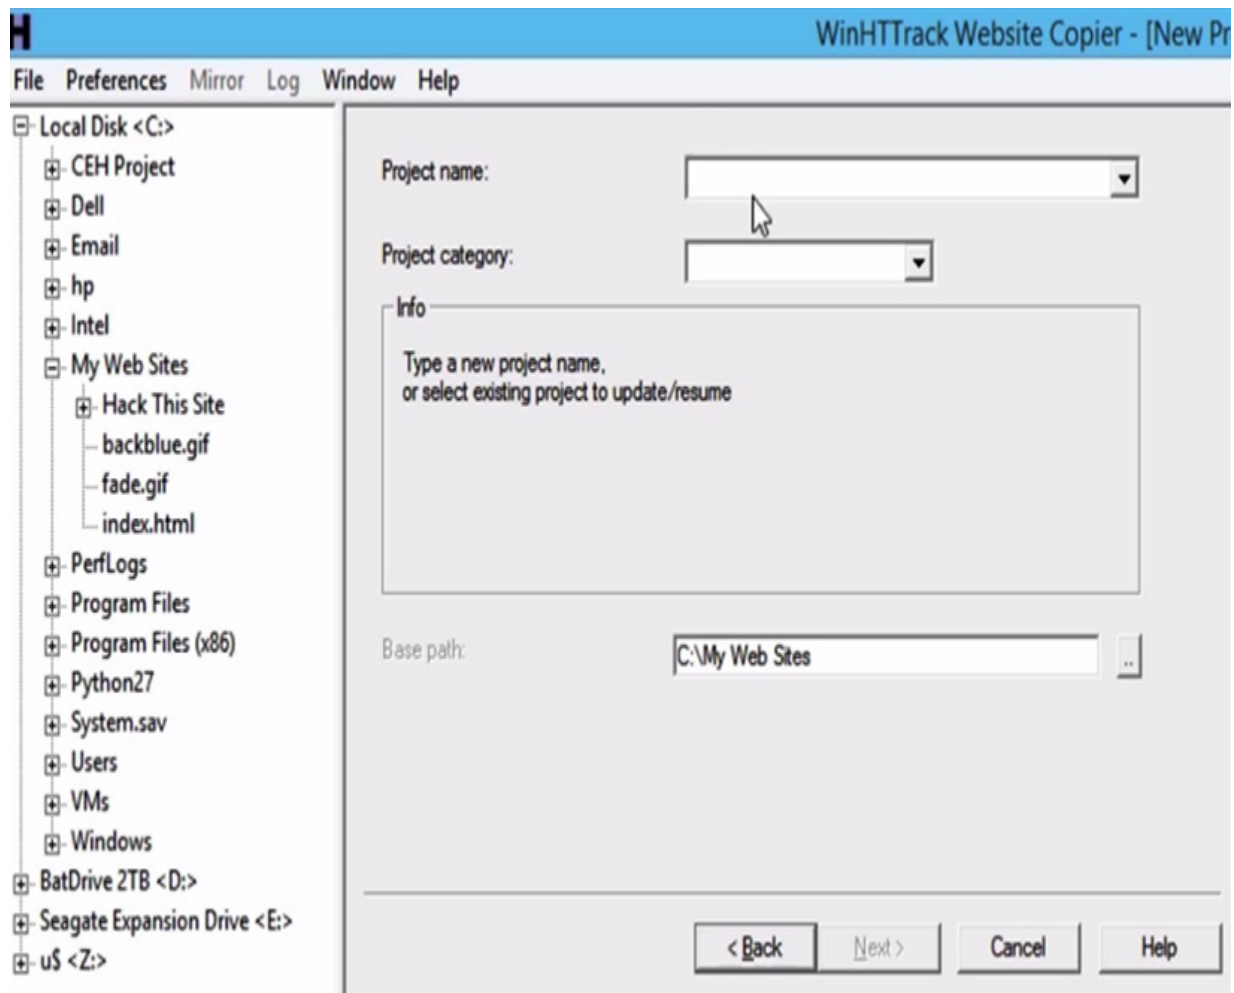 H
WinHTTrack Website Copier - [New Pr
File Preferences Mirror Log Window Help
Local Disk <C:>
CEH Project
Dell
Email
hp
Intel
My Web Sites
Hack This Site
backblue.gif
fade.gif
index.html
PerfLogs
Program Files
Program Files (x86)
Python27
System.sav
Users
VMs
Windows
BatDrive 2TB <D:>
Seagate Expansion Drive <E:>
u$ <Z:>
Project name:
Project category:
Info
Type a new project name,
or select existing project to update/resume
Base path:
C:\My Web Sites
..
< Back Next > Cancel Help